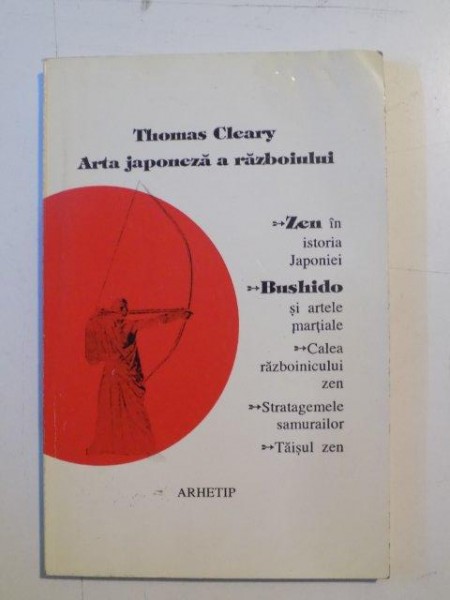 Thomas Cleary
Arta japoneză a războiului
➳Zen în
istoria
Japoniei
➳Bushido
și artele
marțiale
➳Calea
războinicului
zen
➳Stratagemele
samurailor
➳Tăișul zen
ARHETIP